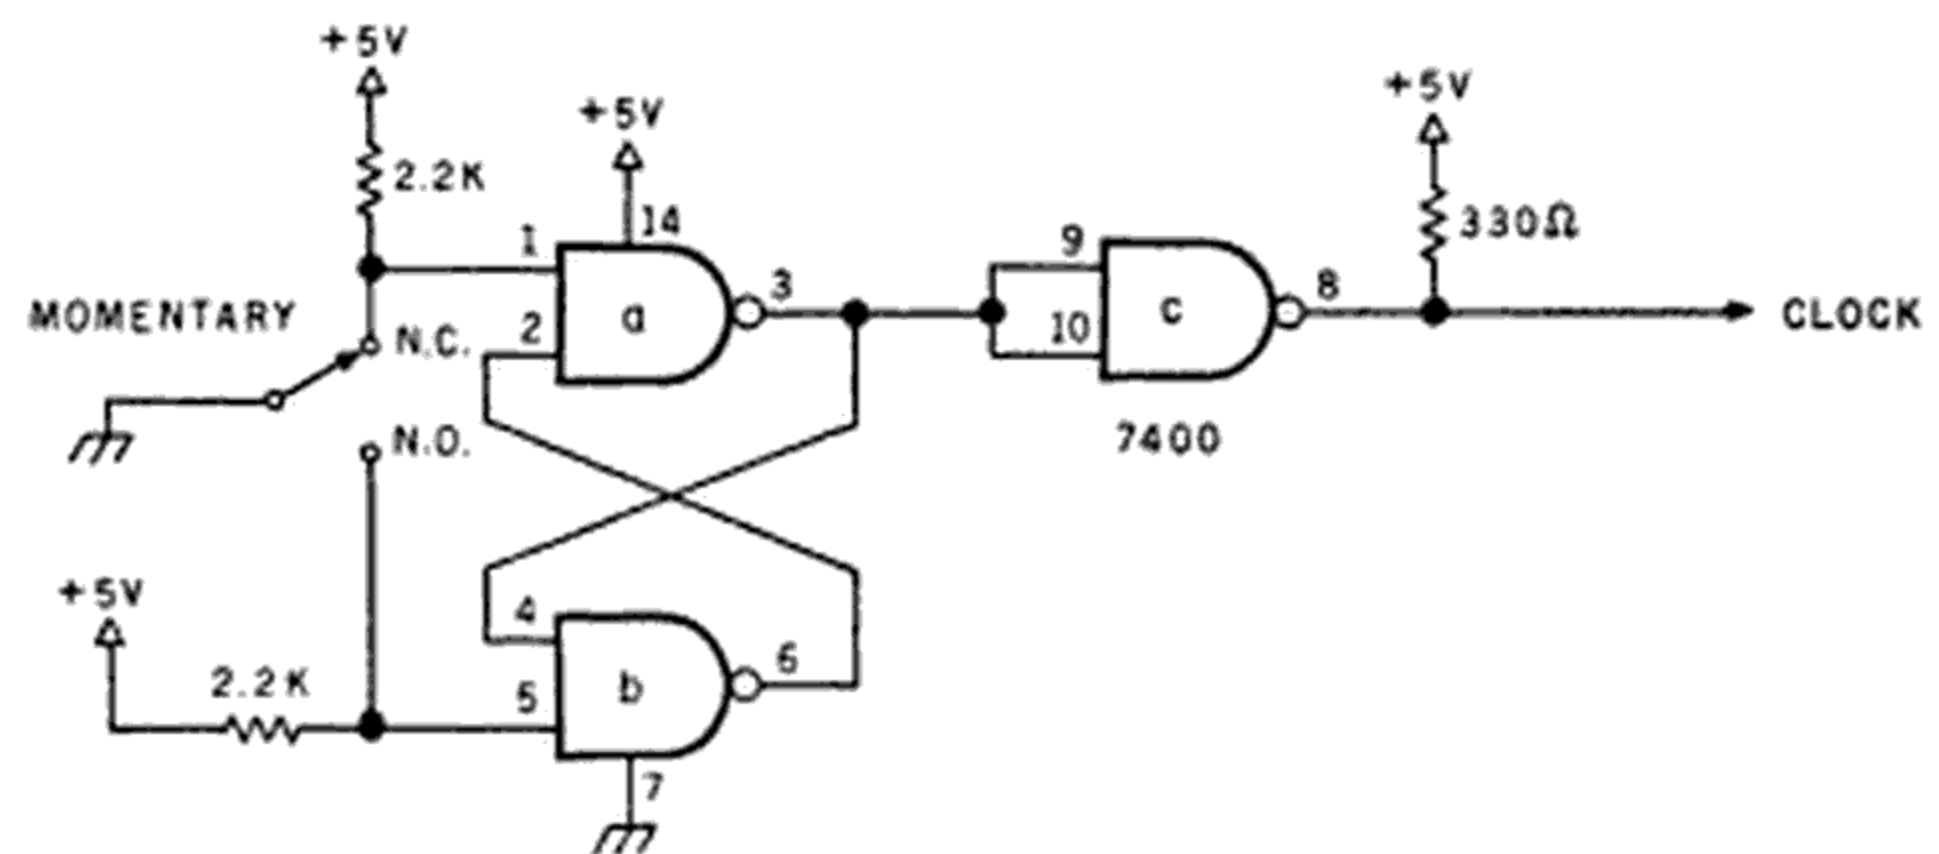 +5V
+5V
+5V
2.2K
14
330Ω
1
9
3
8
MOMENTARY
2
a
10
c
CLOCK
N.C.
N.O.
7400
+5V
4
6
2.2K
5
b
7